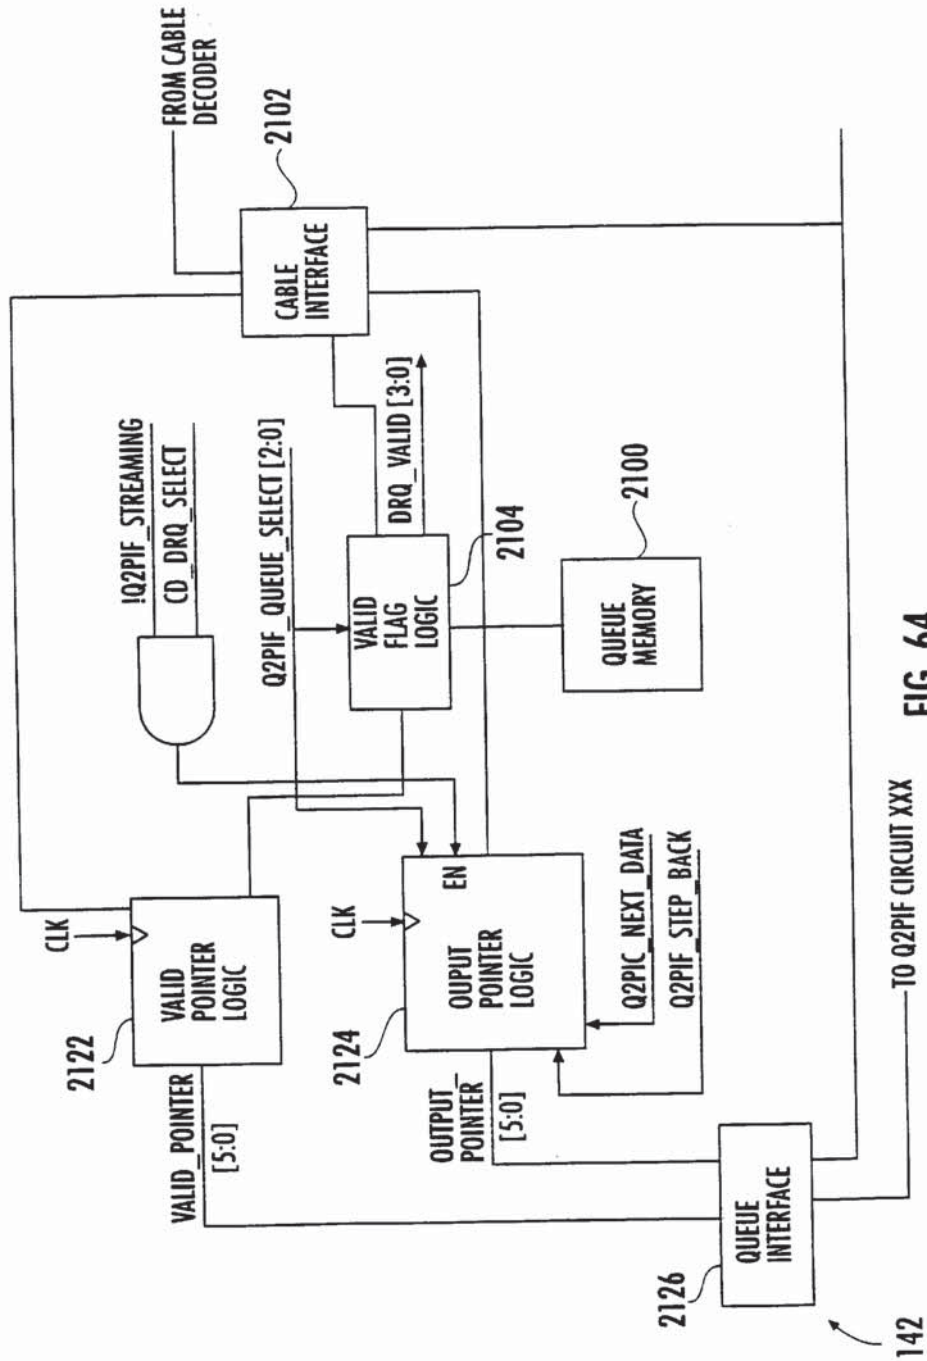 FROM CABLE
DECODER
2102
CABLE
INTERFACE
!Q2PIF_STREAMING
CD_DRQ_SELECT
Q2PIF_QUEUE_SELECT [2:0]
DRQ_VALID [3:0]
VALID
FLAG
LOGIC
2104
QUEUE
MEMORY
2100
CLK
VALID
POINTER
LOGIC
2122
VALID_POINTER
[5:0]
CLK
EN
OUPUT
POINTER
LOGIC
2124
OUTPUT_
POINTER
[5:0]
Q2PIC_NEXT_DATA
Q2PIF_STEP_BACK
QUEUE
INTERFACE
2126
TO Q2PIF CIRCUIT XXX
142
FIG. 64